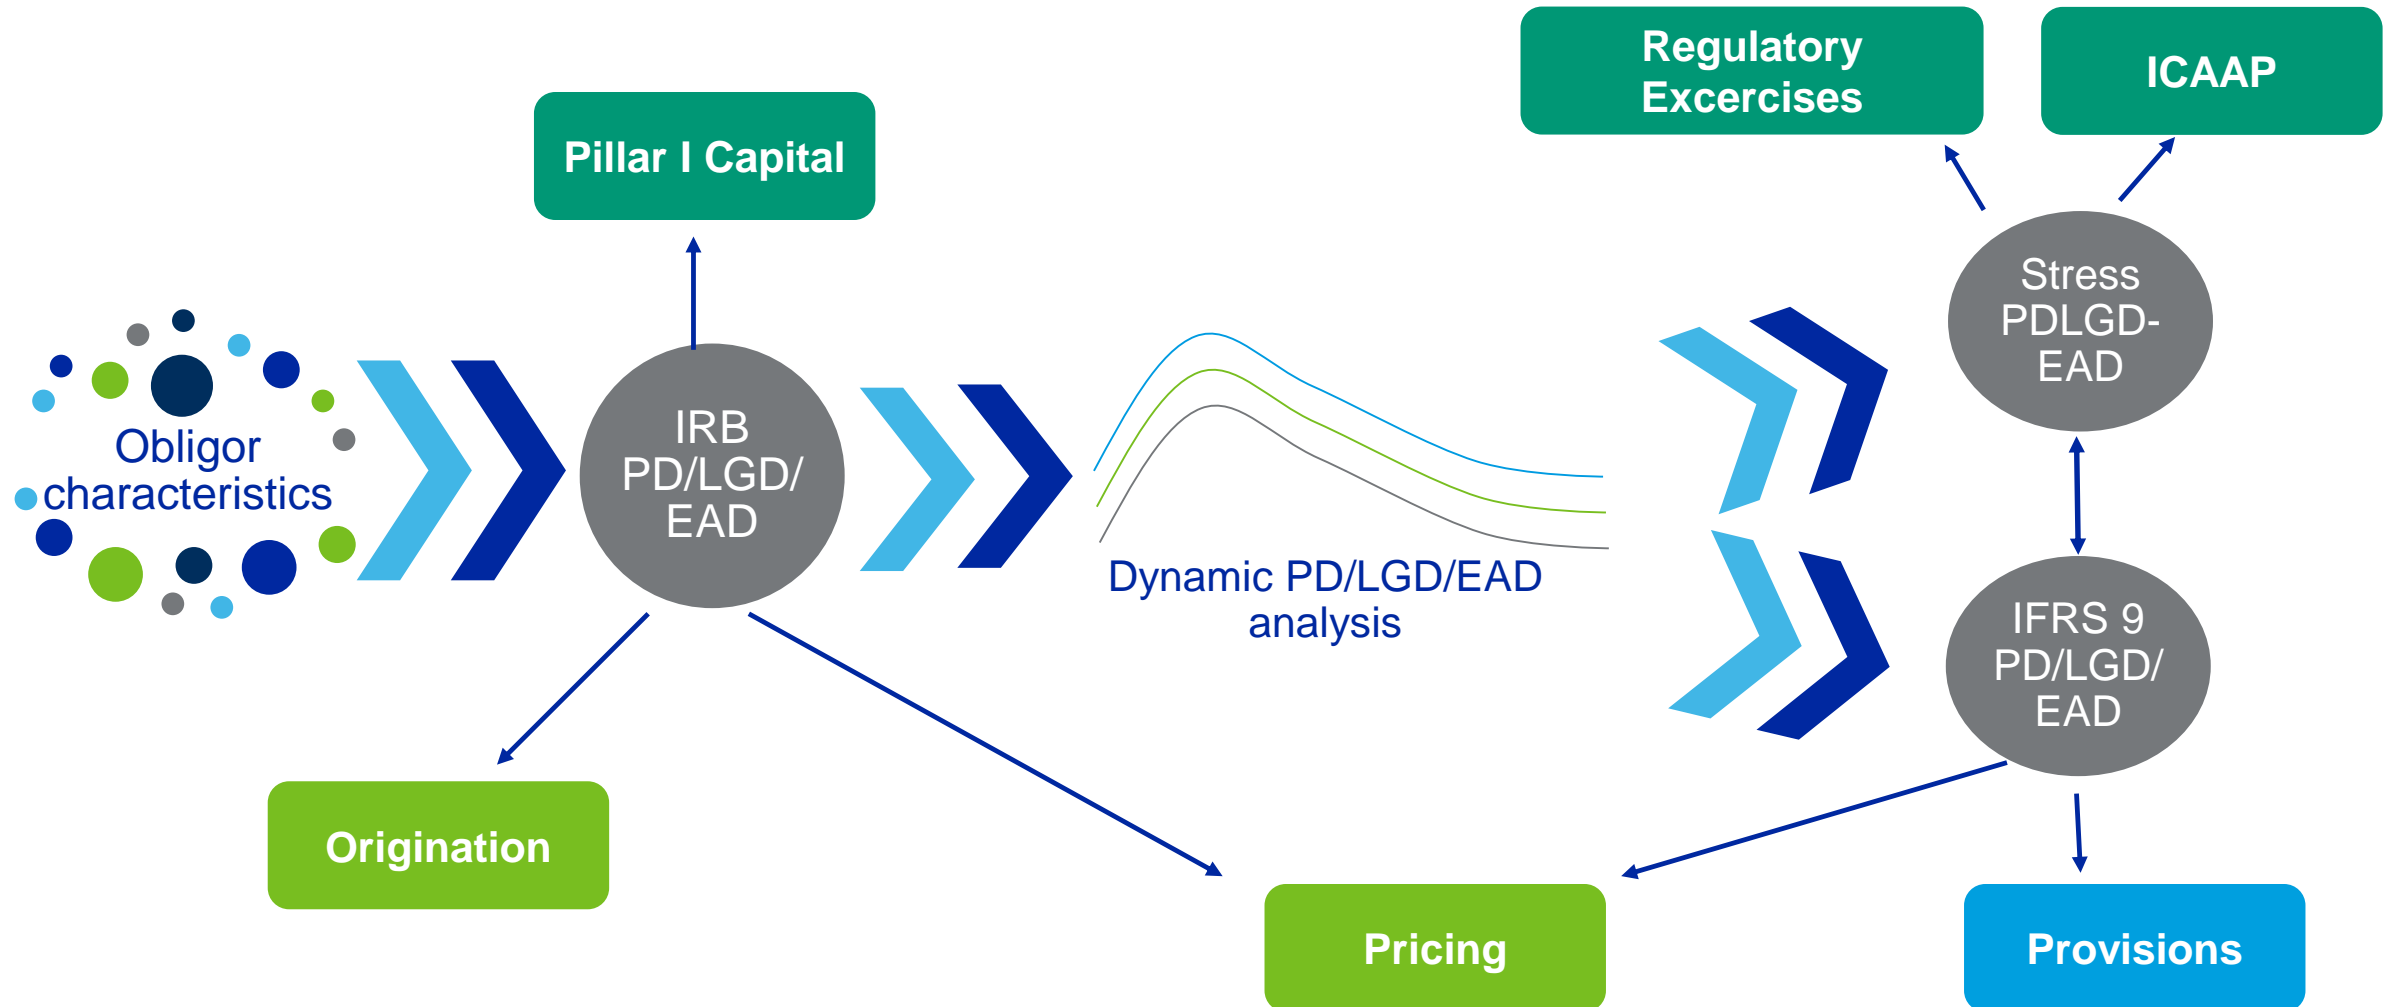 Regulatory
Excercises
ICAAP
Pillar I Capital
Stress
PDLGD-
EAD
Obligor
characteristics
IRB
PD/LGD/
EAD
Dynamic PD/LGD/EAD
analysis
IFRS 9
PD/LGD/
EAD
Origination
Pricing
Provisions